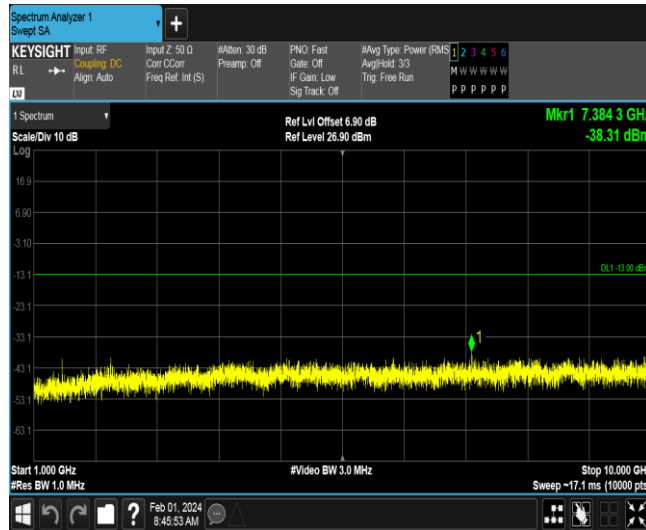 Spectrum Analyzer 1
Swept SA
KEYSIGHT Input: RF Input Z: 50 Ω #Atten: 30 dB PNO: Fast #Avg Type: Power (RMS 1 2 3 4 5 6
RL Coupling: DC Corr CCorr Preamp: Off Gate: Off Avg|Hold: 3/3 M W W W W W
Align: Auto Freq Ref: Int (S) IF Gain: Low Trig: Free Run
LXI Sig Track: Off P P P P P P
1 Spectrum Ref Lvl Offset 6.90 dB Mkr1 7.384 3 GHz
Scale/Div 10 dB Ref Level 26.90 dBm -38.31 dBm
Log
16.9
6.90
-3.10
-13.1 DL1 -13.00 dBm
-23.1
-33.1 1
-43.1
-53.1
-63.1
Start 1.000 GHz #Video BW 3.0 MHz Stop 10.000 GHz
#Res BW 1.0 MHz Sweep ~17.1 ms (10000 pts
? Feb 01, 2024
8:45:53 AM